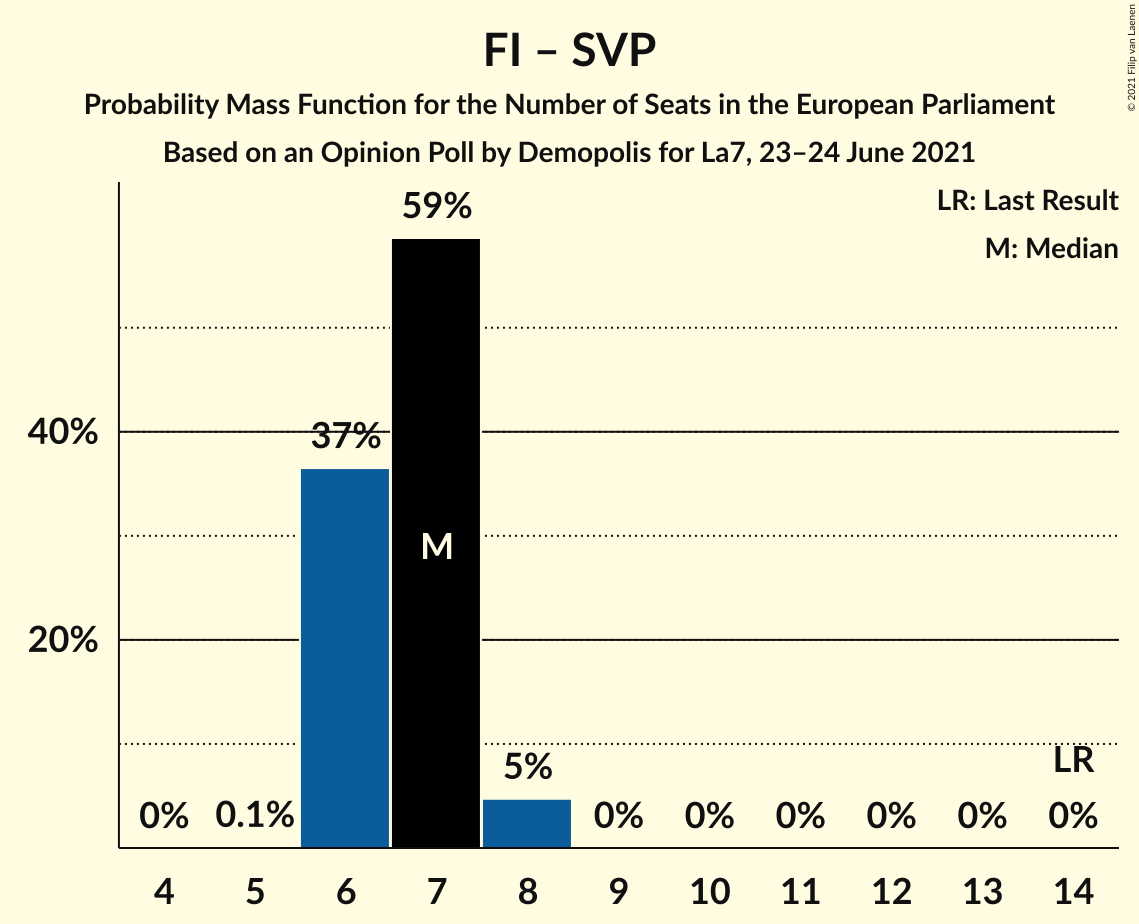 FI – SVP
Probability Mass Function for the Number of Seats in the European Parliament
Based on an Opinion Poll by Demopolis for La7, 23–24 June 2021
© 2021 Filip van Laenen
LR: Last Result
M: Median
40%
20%
0%
0.1%
37%
59%
M
5%
0%
0%
0%
0%
0%
LR
0%
4 5 6 7 8 9 10 11 12 13 14